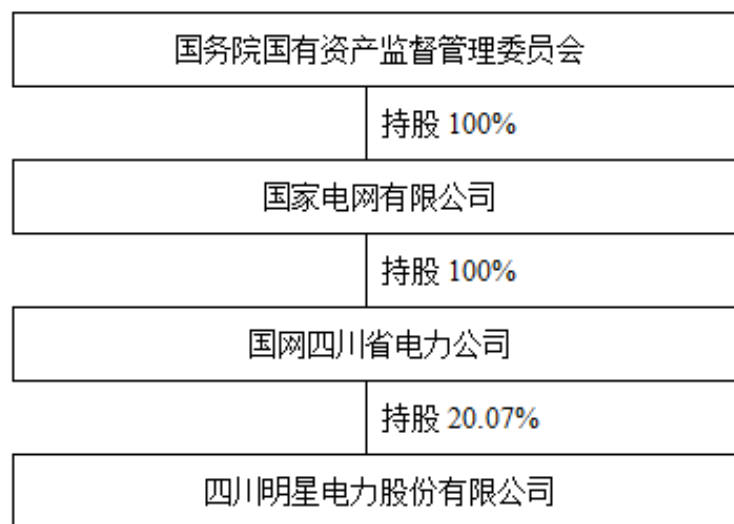 国务院国有资产监督管理委员会
持股 100%
国家电网有限公司
持股 100%
国网四川省电力公司
持股 20.07%
四川明星电力股份有限公司